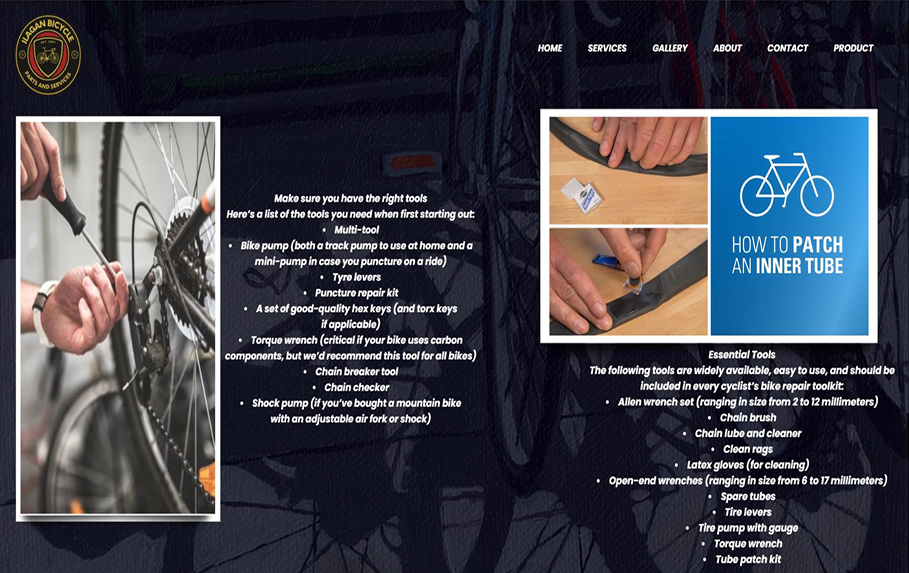 ILAGAN BICYCLE
PARTS AND SERVICES
HOME SERVICES GALLERY ABOUT CONTACT PRODUCT
Make sure you have the right tools
Here's a list of the tools you need when first starting out:
• Multi-tool
• Bike pump (both a track pump to use at home and a
mini-pump in case you puncture on a ride)
• Tyre levers
• Puncture repair kit
• A set of good-quality hex keys (and torx keys
if applicable)
• Torque wrench (critical if your bike uses carbon
components, but we'd recommend this tool for all bikes)
• Chain breaker tool
• Chain checker
• Shock pump (if you've bought a mountain bike
with an adjustable air fork or shock)
HOW TO PATCH
AN INNER TUBE
Essential Tools
The following tools are widely available, easy to use, and should be
included in every cyclist's bike repair toolkit:
• Allen wrench set (ranging in size from 2 to 12 millimeters)
• Chain brush
• Chain lube and cleaner
• Clean rags
• Latex gloves (for cleaning)
• Open-end wrenches (ranging in size from 6 to 17 millimeters)
• Spare tubes
• Tire levers
• Tire pump with gauge
• Torque wrench
• Tube patch kit